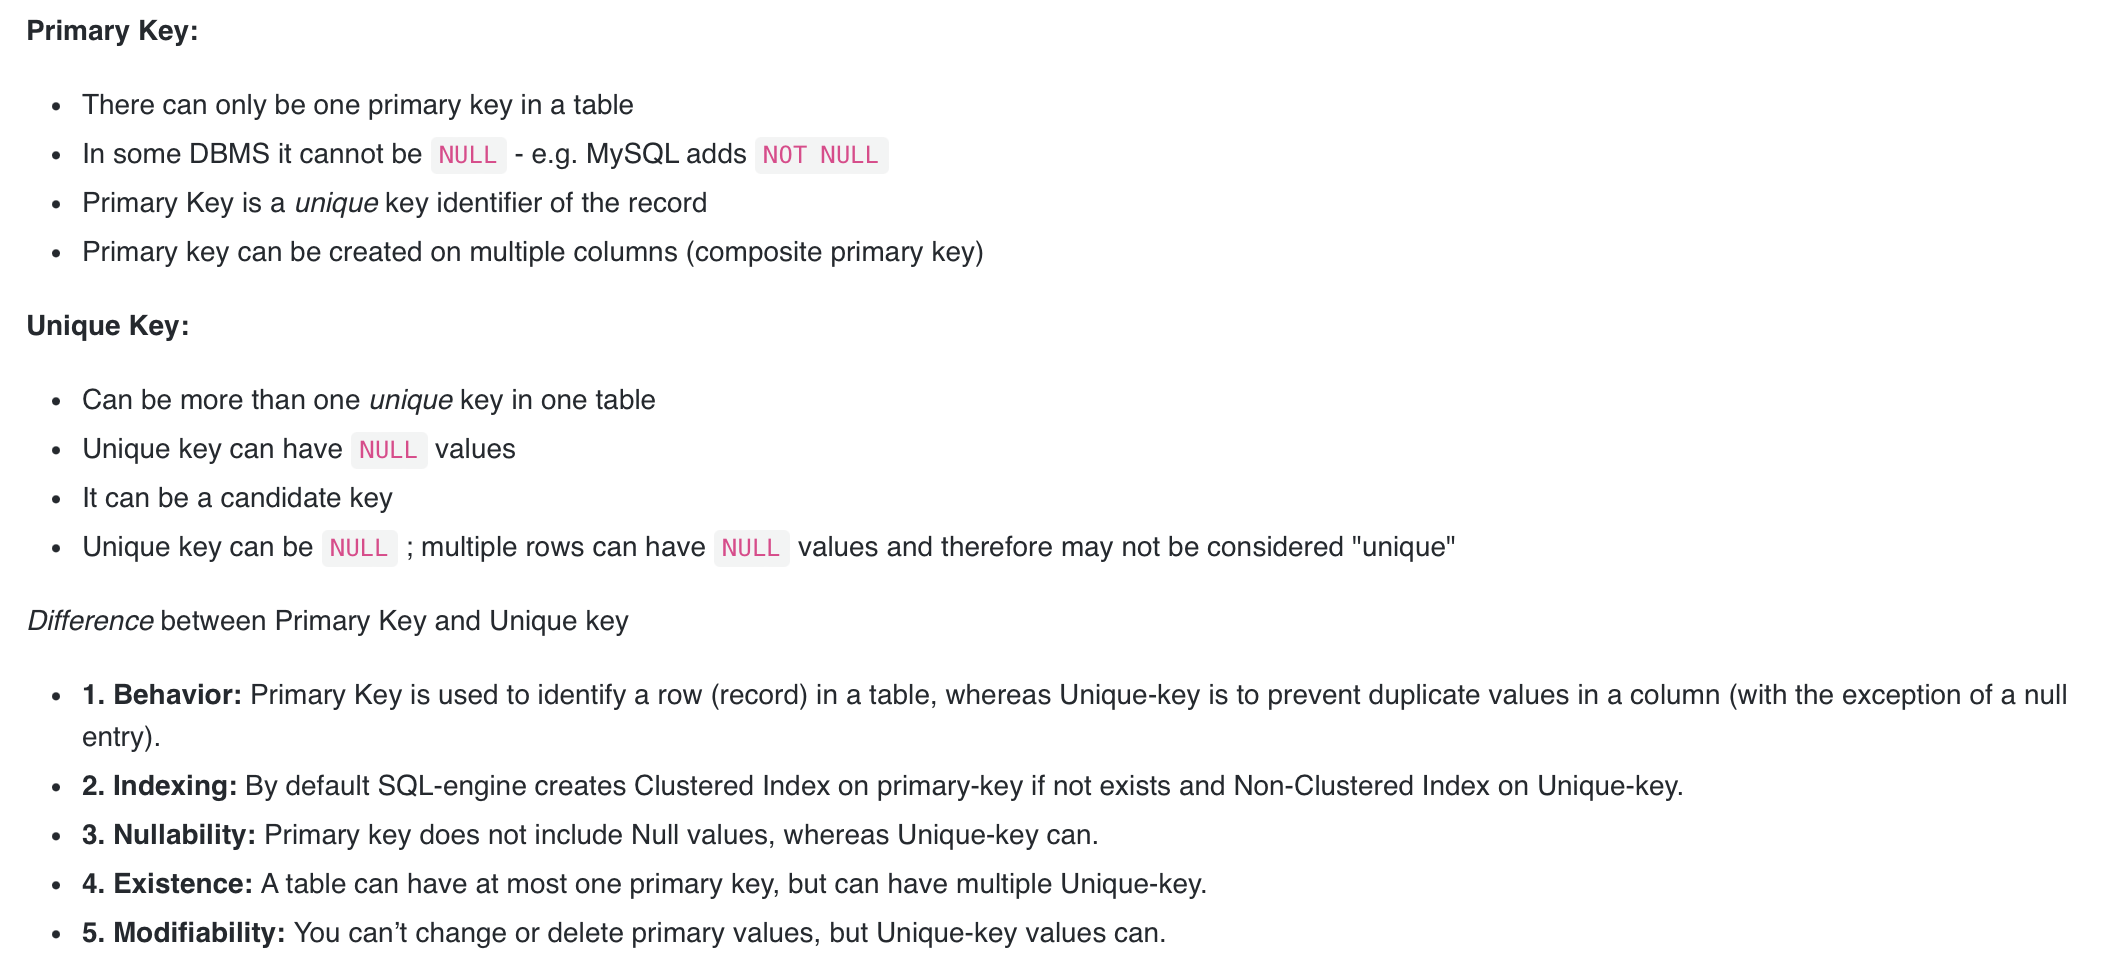 Primary Key:
• There can only be one primary key in a table
• In some DBMS it cannot be NULL - e.g. MySQL adds NOT NULL
• Primary Key is a unique key identifier of the record
• Primary key can be created on multiple columns (composite primary key)
Unique Key:
• Can be more than one unique key in one table
• Unique key can have NULL values
• It can be a candidate key
• Unique key can be NULL ; multiple rows can have NULL values and therefore may not be considered "unique"
Difference between Primary Key and Unique key
• 1. Behavior: Primary Key is used to identify a row (record) in a table, whereas Unique-key is to prevent duplicate values in a column (with the exception of a null
entry).
• 2. Indexing: By default SQL-engine creates Clustered Index on primary-key if not exists and Non-Clustered Index on Unique-key.
• 3. Nullability: Primary key does not include Null values, whereas Unique-key can.
• 4. Existence: A table can have at most one primary key, but can have multiple Unique-key.
• 5. Modifiability: You can’t change or delete primary values, but Unique-key values can.